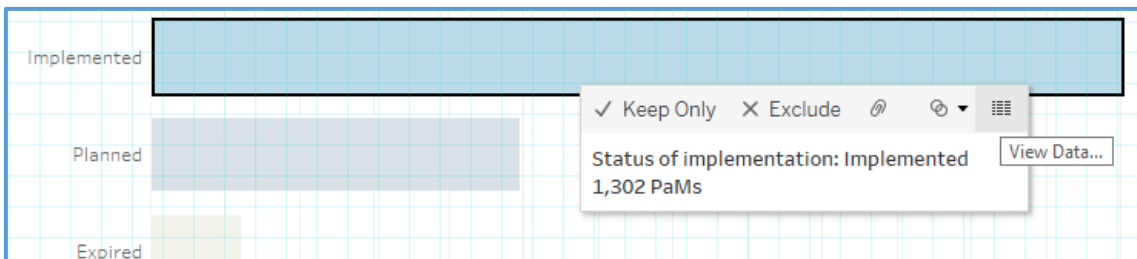 Implemented
Keep Only Exclude
Planned
Status of implementation: Implemented
View Data...
1,302 PaMs
Expired